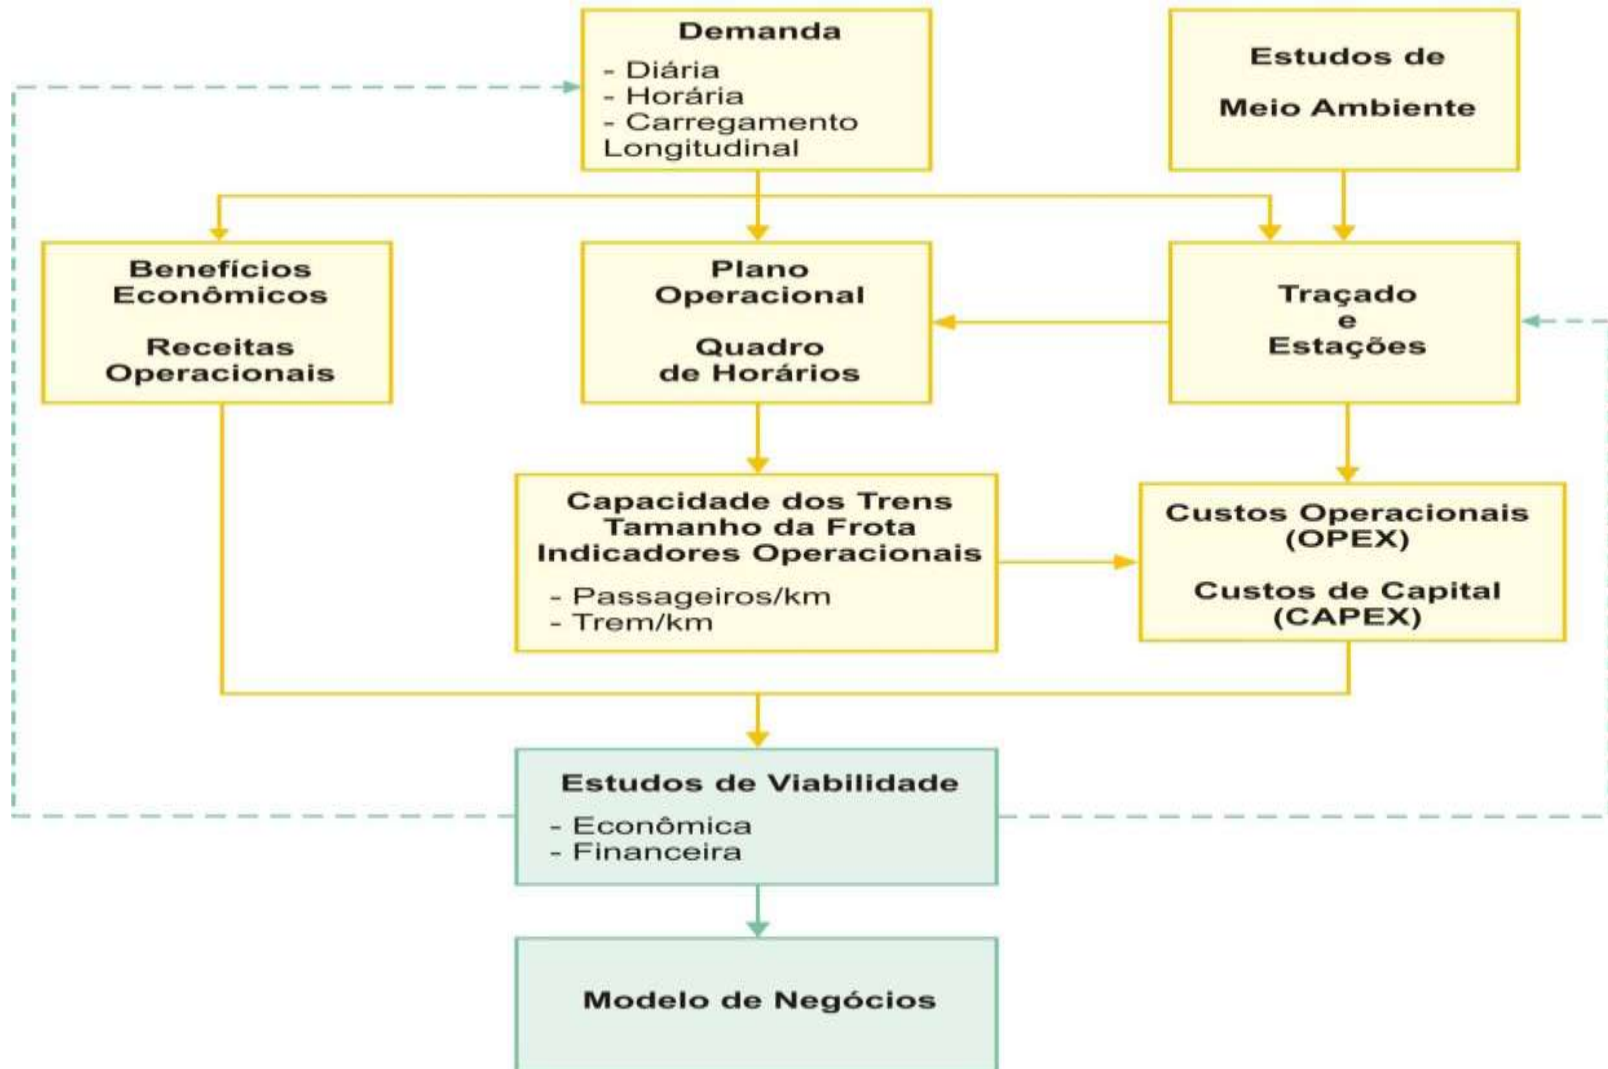 Demanda
- Diária
- Horária
- Carregamento
Longitudinal
Estudos de
Meio Ambiente
Benefícios
Econômicos
Receitas
Operacionais
Plano
Operacional
Quadro
de Horários
Traçado
e
Estações
Capacidade dos Trens
Tamanho da Frota
Indicadores Operacionais
- Passageiros/km
- Trem/km
Custos Operacionais
(OPEX)
Custos de Capital
(CAPEX)
Estudos de Viabilidade
- Econômica
- Financeira
Modelo de Negócios